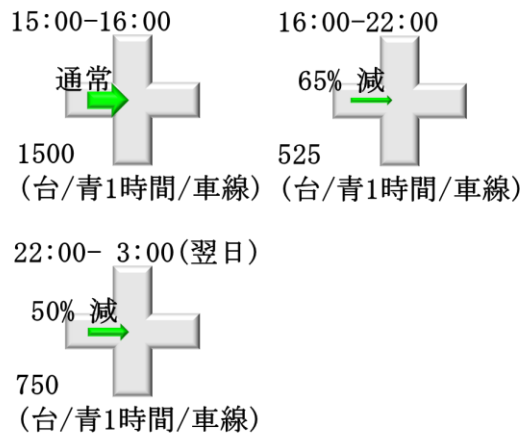 15:00-16:00
通常
1500
(台/青1時間/車線)
16:00-22:00
65% 減
525
(台/青1時間/車線)
22:00- 3:00(翌日)
50% 減
750
(台/青1時間/車線)